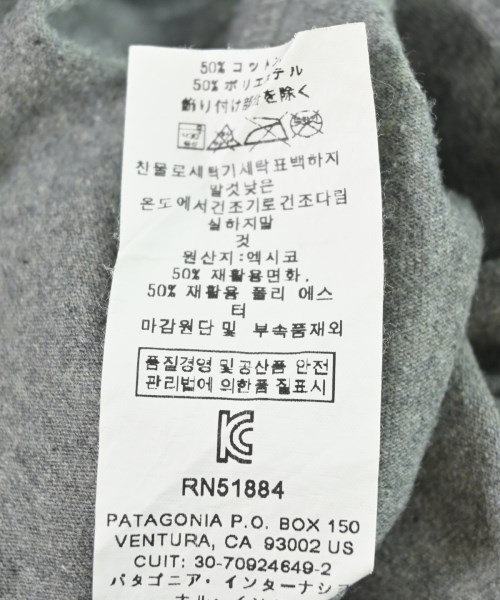 50% コットン
50% ポリエステル
飾り付け部分を除く
친물로세탁기세탁표백하지
말것낮은
온도에서건조기로건조다림
실하지말
것
원산지:엑시코
50% 재활용면화.
50% 재활용 폴리 에스
터
마감원단 및 부속품재외
품질경영 및공산품 안전
관리법에 의한품 질표시
RN51884
PATAGONIA P.O. BOX 150
VENTURA, CA 93002 US
CUIT: 30-70924649-2
パタゴニア・インターナショ